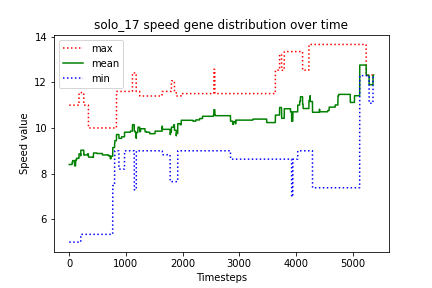 solo_17 speed gene distribution over time
max
mean
min
14
12
10
8
6
Speed value
0
1000
2000
3000
4000
5000
Timesteps